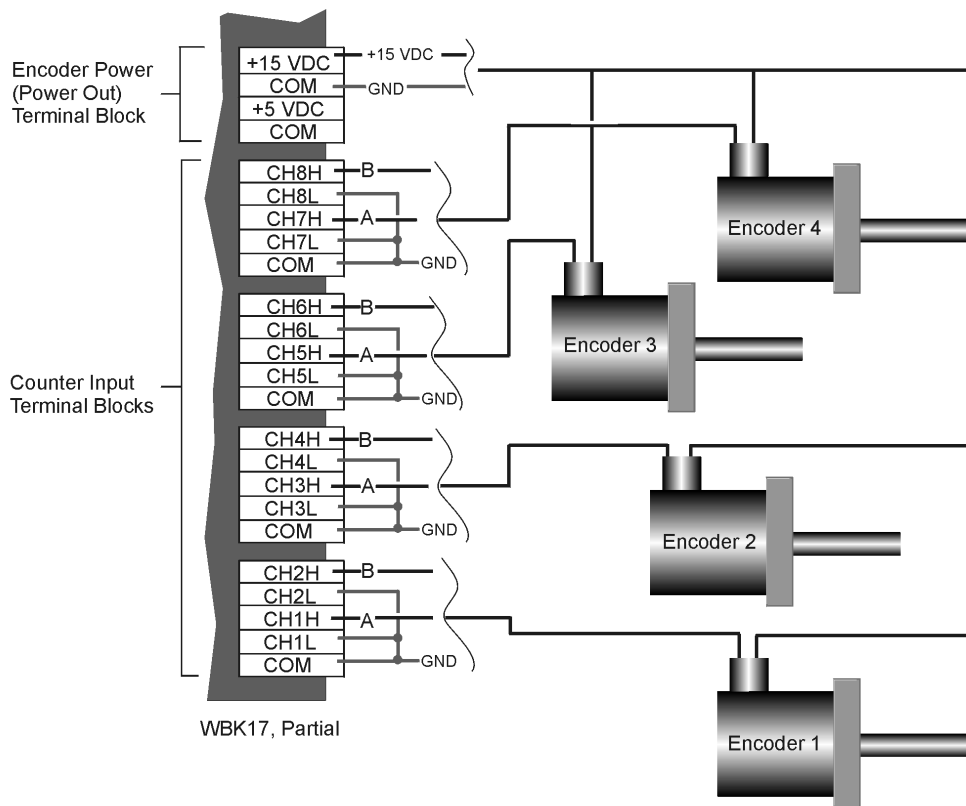 Encoder Power
(Power Out)
Terminal Block
+15 VDC
COM
+5 VDC
COM
+15 VDC
GND
CH8H
CH8L
CH7H
CH7L
COM
B
A
GND
Encoder 4
CH6H
CH6L
CH5H
CH5L
COM
B
A
GND
Encoder 3
Counter Input
Terminal Blocks
CH4H
CH4L
CH3H
CH3L
COM
B
A
GND
Encoder 2
CH2H
CH2L
CH1H
CH1L
COM
B
A
GND
Encoder 1
WBK17, Partial